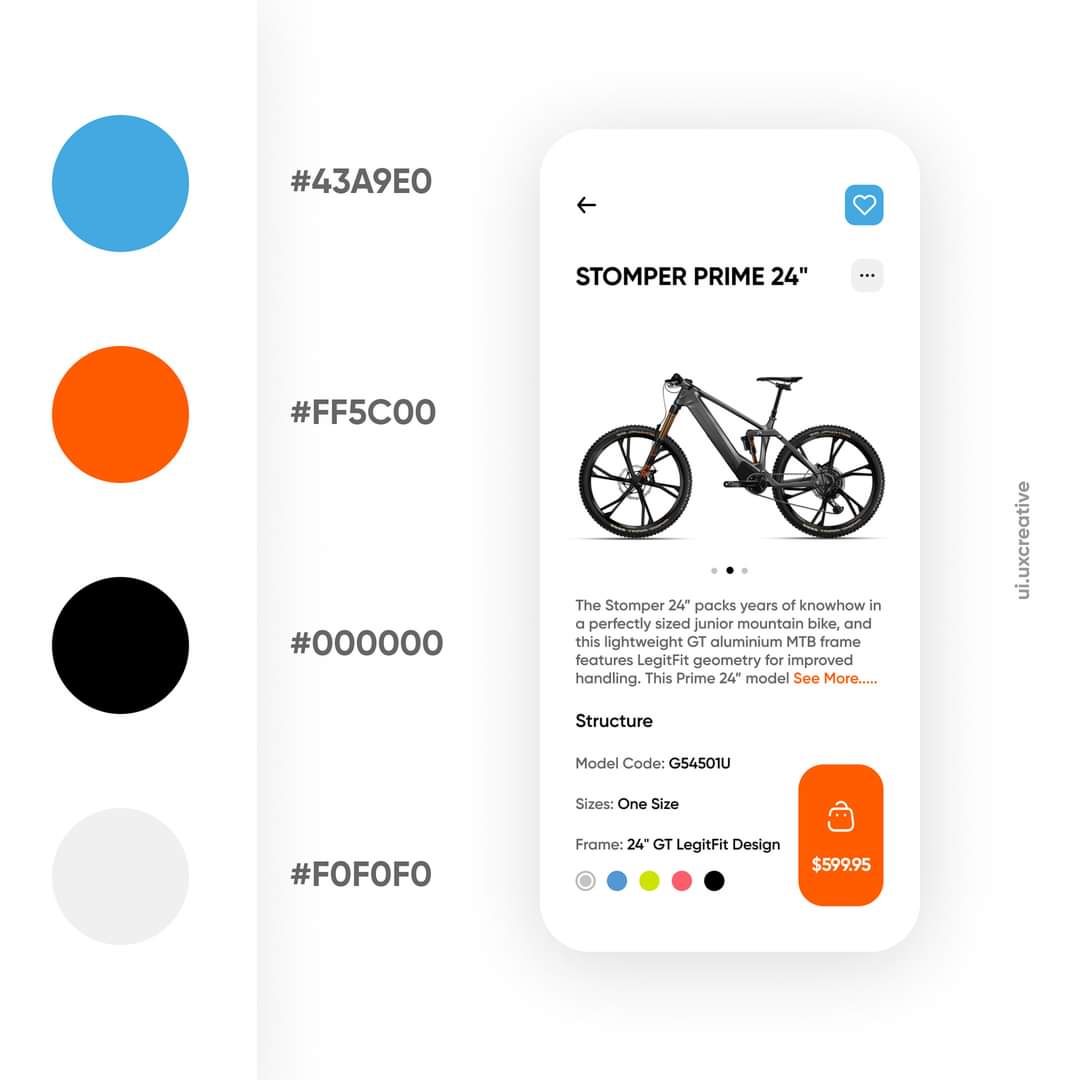 #43A9E0
#FF5C00
#000000
#F0F0F0
STOMPER PRIME 24"
The Stomper 24” packs years of knowhow in
a perfectly sized junior mountain bike, and
this lightweight GT aluminium MTB frame
features LegitFit geometry for improved
handling. This Prime 24” model See More.....
Structure
Model Code: G54501U
Sizes: One Size
Frame: 24" GT LegitFit Design
$599.95
ui.uxcreative